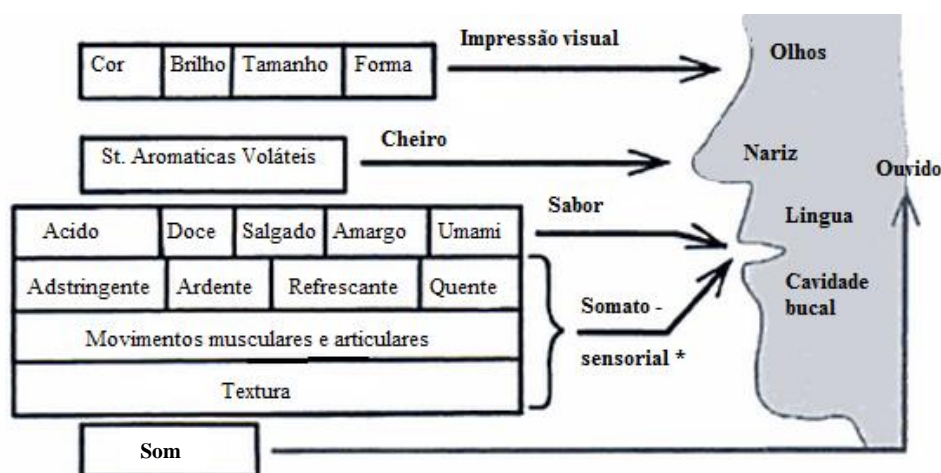 Impressão visual
Olhos
Cor Brilho Tamanho Forma
Cheiro
St. Aromaticas Voláteis
Nariz
Ouvido
Sabor
Lingua
Acido Doce Salgado Amargo Umami
Adstringente Ardente Refrescante Quente
Cavidade
bucal
Somato -
sensorial *
Movimentos musculares e articulares
Textura
Som